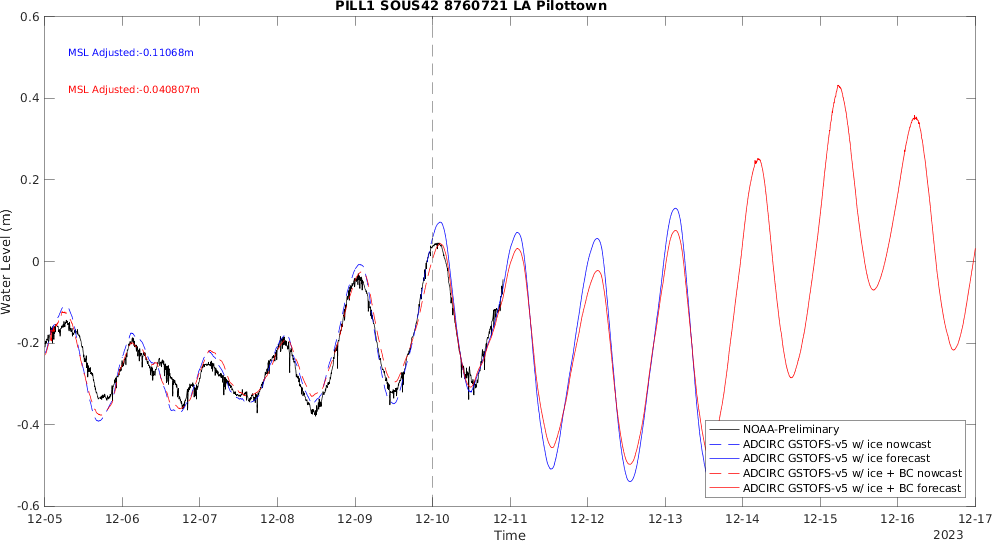 PILL1 SOUS42 8760721 LA Pilottown
MSL Adjusted:-0.11068m
MSL Adjusted:-0.040807m
Water Level (m)
0.6
0.4
0.2
0
-0.2
-0.4
-0.6
NOAA-Preliminary
ADCIRC GSTOFS-v5 w/ ice nowcast
ADCIRC GSTOFS-v5 w/ ice forecast
ADCIRC GSTOFS-v5 w/ ice + BC nowcast
ADCIRC GSTOFS-v5 w/ ice + BC forecast
12-05 12-06 12-07 12-08 12-09 12-10 12-11 12-12 12-13 12-14 12-15 12-16 12-17
Time
2023